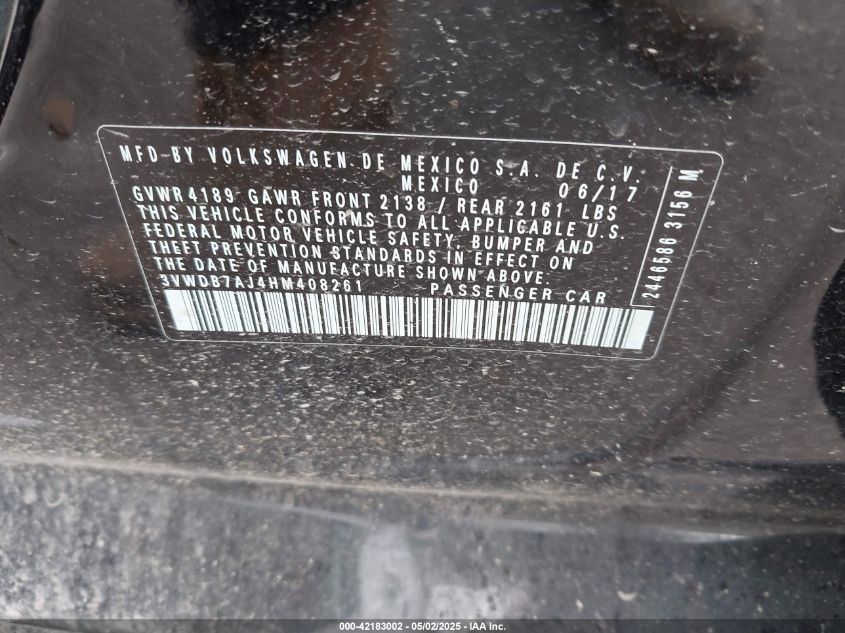 MFD-BY VOLKSWAGEN DE MEXICO S.A. DE C.V.
MEXICO 06/17
GVWR 4189 GAWR FRONT 2138 / REAR 2161 LBS
THIS VEHICLE CONFORMS TO ALL APPLICABLE U.S.
FEDERAL MOTOR VEHICLE SAFETY, BUMPER AND
THEFT PREVENTION STANDARDS IN EFFECT ON
THE DATE OF MANUFACTURE SHOWN ABOVE.
3VWDB7AJ4HM408261 PASSENGER CAR
2446586 3156 M
000-42183002 - 05/02/2025 - IAA Inc.